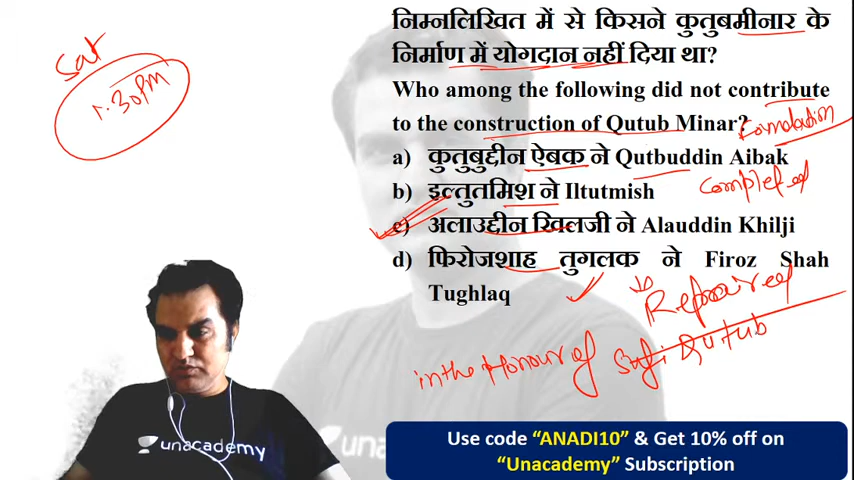 निम्नलिखित में से किसने कुतुबमीनार के
निर्माण में योगदान नहीं दिया था?
Who among the following did not contribute
to the construction of Qutub Minar?
Foundation
a) कुतुबुद्दीन ऐबक ने Qutbuddin Aibak
b) इल्तुतमिश ने Iltutmish
completed
c) अलाउद्दीन खिलजी ने Alauddin Khilji
d) फिरोजशाह तुगलक ने Firoz Shah
Tughlaq
Repaired
in the Honour of Sufi Qutub
Sat
1.30PM
unacademy
unacademy
Use code “ANADI10” & Get 10% off on
“Unacademy” Subscription